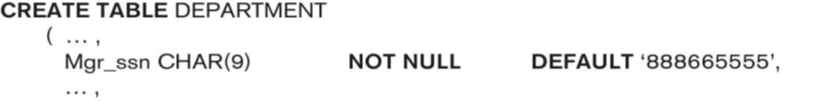 CREATE TABLE DEPARTMENT
( … ,
Mgr_ssn CHAR(9) NOT NULL DEFAULT ‘888665555’,
… ,